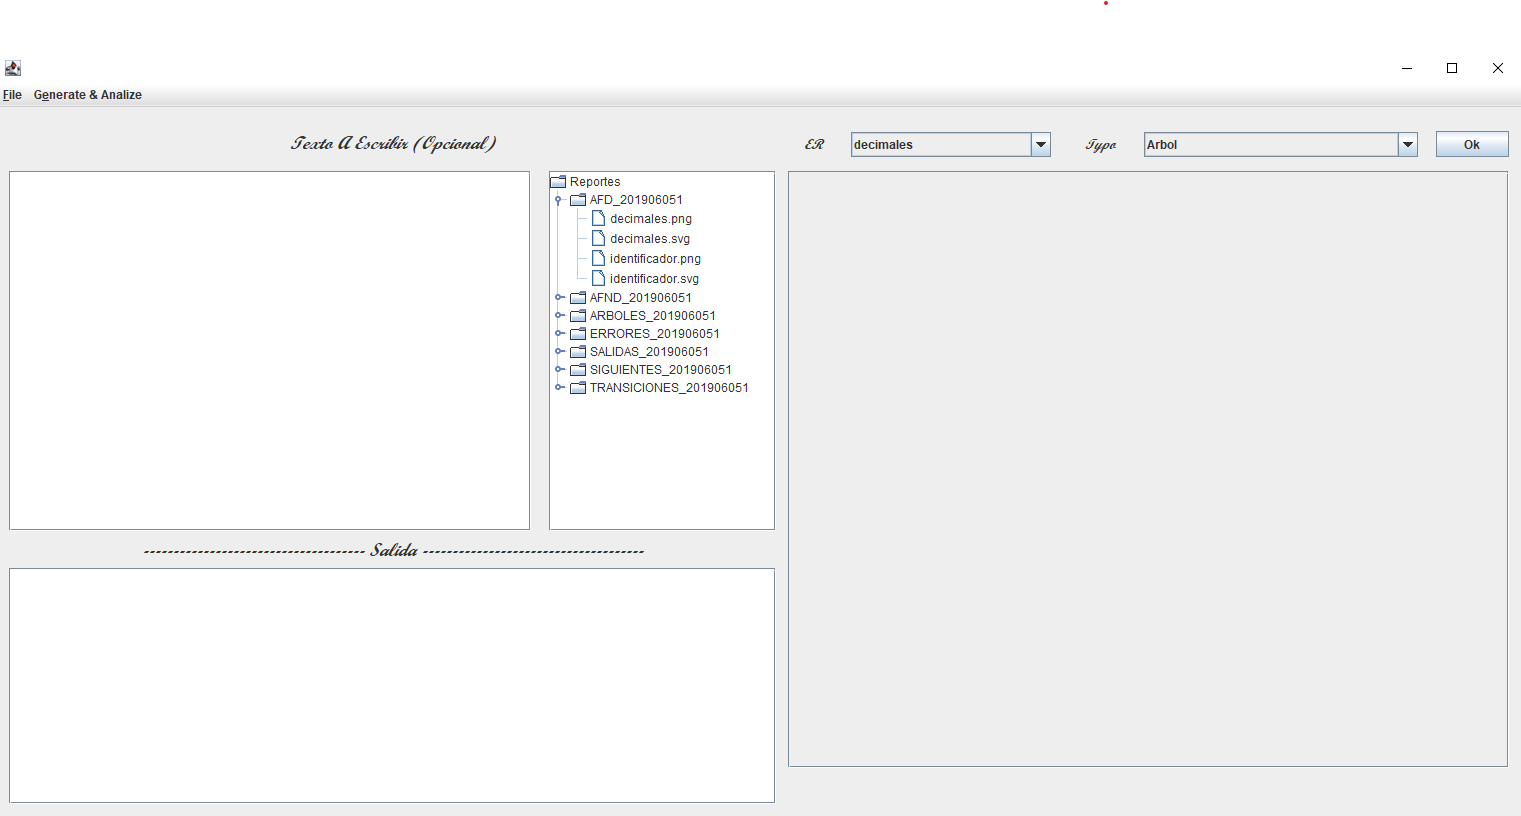 File Generate & Analize
Texto A Escribir (Opcional)
ER decimales Typo Arbol Ok
Reportes
AFD_201906051
decimales.png
decimales.svg
identificador.png
identificador.svg
AFND_201906051
ARBOLES_201906051
ERRORES_201906051
SALIDAS_201906051
SIGUIENTES_201906051
TRANSICIONES_201906051
------------------------------------- Salida -------------------------------------